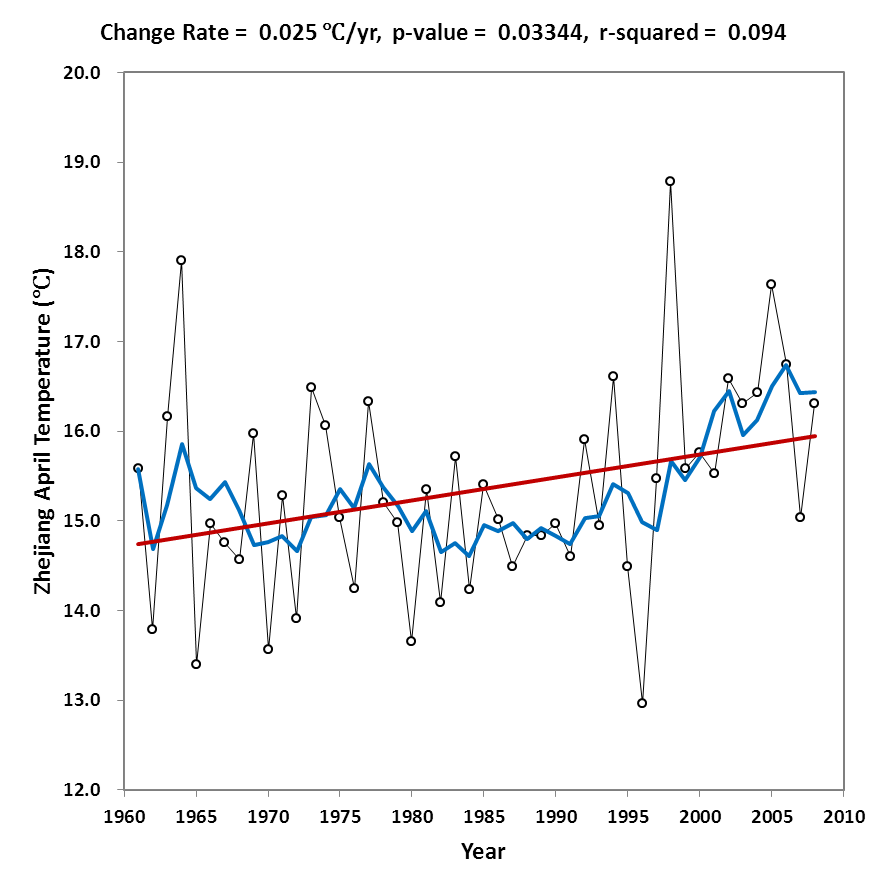 Change Rate = 0.025 ℃/yr, p-value = 0.03344, r-squared = 0.094
20.0
19.0
18.0
17.0
16.0
15.0
14.0
13.0
12.0
Zhejiang April Temperature (℃)
1960 1965 1970 1975 1980 1985 1990 1995 2000 2005 2010
Year